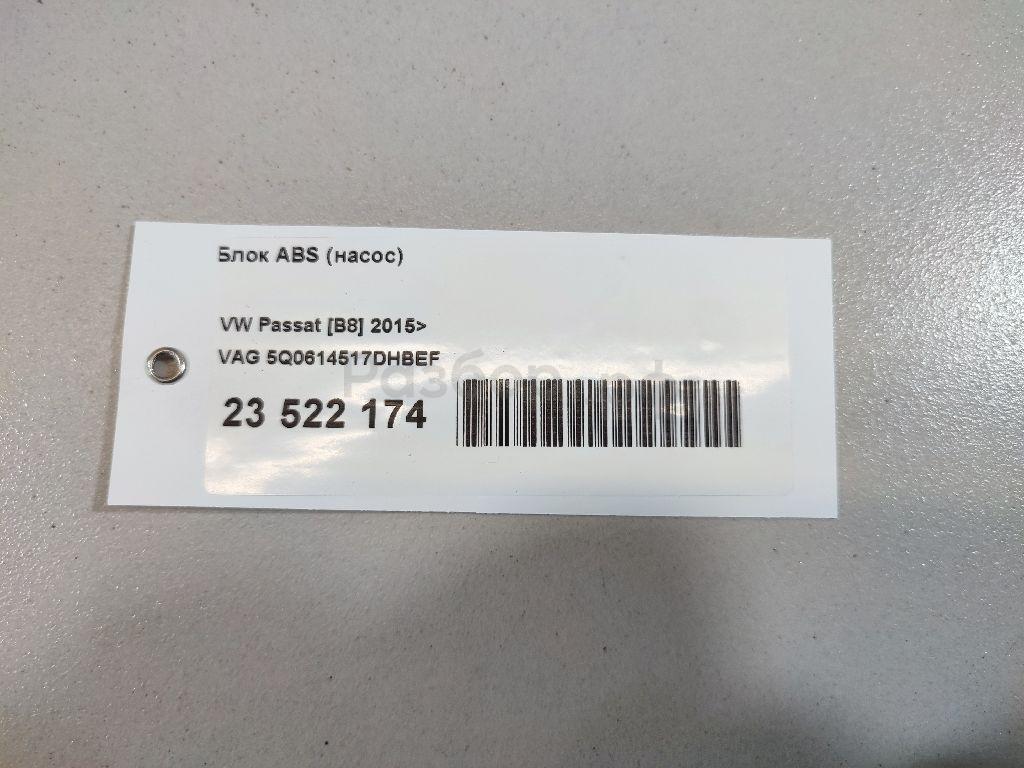 Блок ABS (насос)
VW Passat [B8] 2015>
VAG 5Q0614517DHBEF
23 522 174